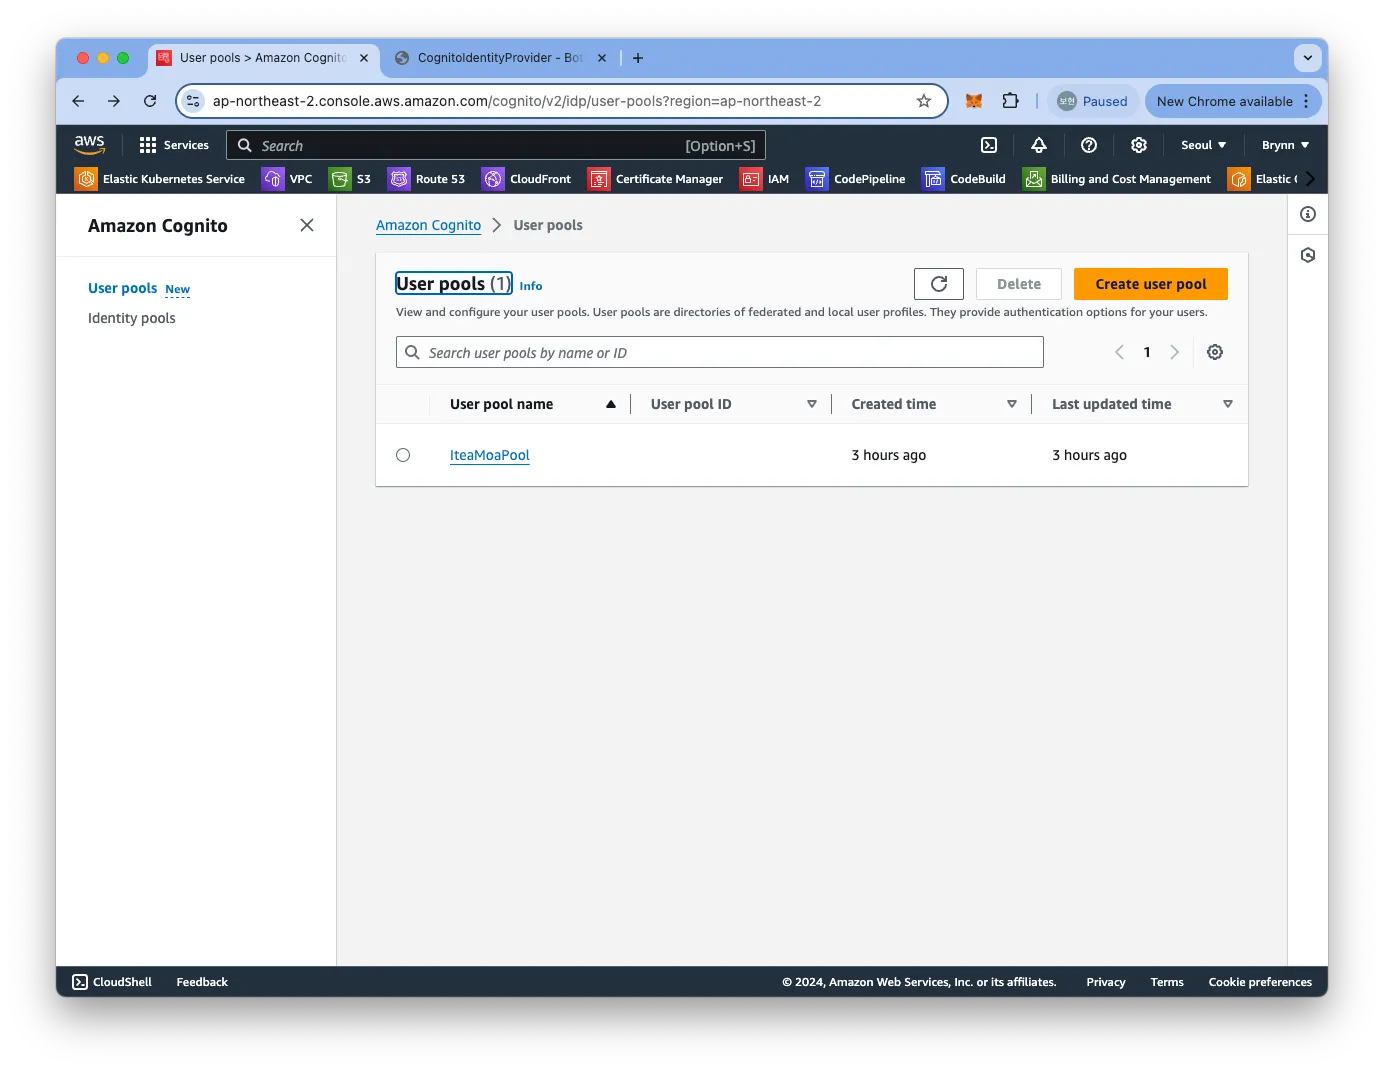 User pools > Amazon Cognito
CognitoIdentityProvider - Bot
ap-northeast-2.console.aws.amazon.com/cognito/v2/idp/user-pools?region=ap-northeast-2
보현 Paused
New Chrome available
aws
Services
Search [Option+S]
Seoul
Brynn
Elastic Kubernetes Service
VPC
S3
Route 53
CloudFront
Certificate Manager
IAM
CodePipeline
CodeBuild
Billing and Cost Management
Elastic C
Amazon Cognito
User pools New
Identity pools
Amazon Cognito > User pools
User pools (1) Info
Delete
Create user pool
View and configure your user pools. User pools are directories of federated and local user profiles. They provide authentication options for your users.
Search user pools by name or ID
1
User pool name User pool ID Created time Last updated time
IteaMoaPool 3 hours ago 3 hours ago
CloudShell
Feedback
© 2024, Amazon Web Services, Inc. or its affiliates.
Privacy
Terms
Cookie preferences